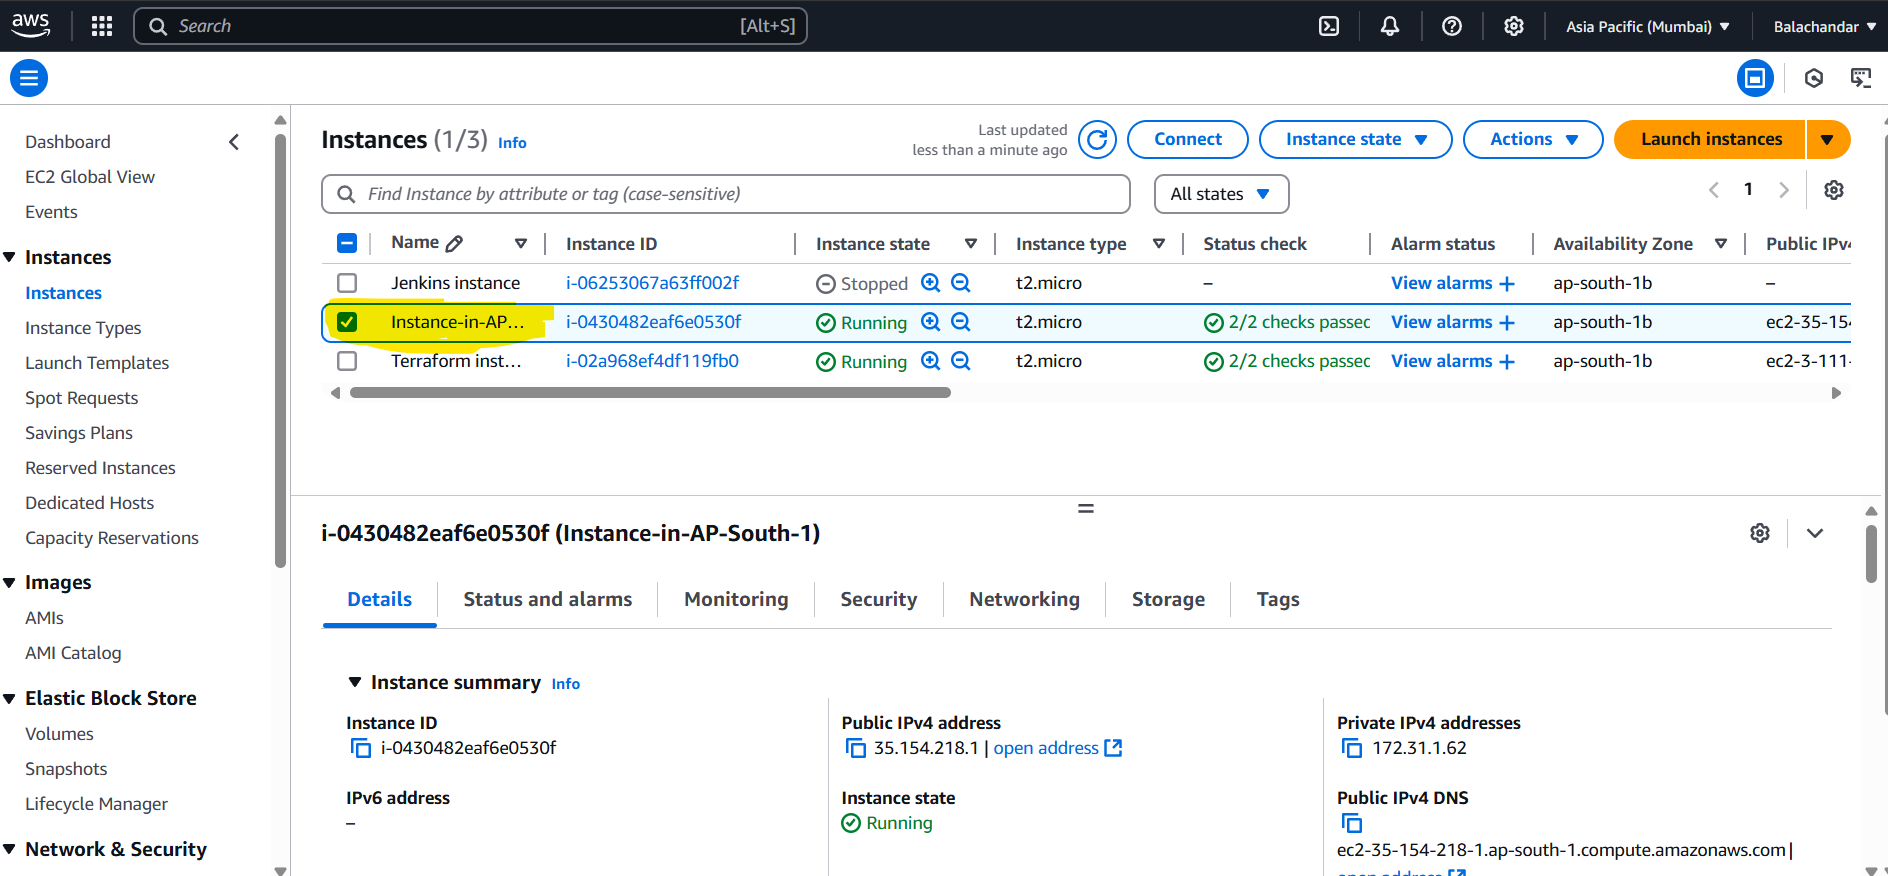 aws Search [Alt+S] Asia Pacific (Mumbai) Balachandar
Dashboard
EC2 Global View
Events
Instances
Instances
Instance Types
Launch Templates
Spot Requests
Savings Plans
Reserved Instances
Dedicated Hosts
Capacity Reservations
Images
AMIs
AMI Catalog
Elastic Block Store
Volumes
Snapshots
Lifecycle Manager
Network & Security
Instances (1/3) Info
Last updated
less than a minute ago
Connect Instance state Actions Launch instances
Find Instance by attribute or tag (case-sensitive) All states 1
Name Instance ID Instance state Instance type Status check Alarm status Availability Zone Public IPv4
Jenkins instance i-06253067a63ff002f Stopped t2.micro – View alarms + ap-south-1b –
Instance-in-AP... i-0430482eaf6e0530f Running t2.micro 2/2 checks passed View alarms + ap-south-1b ec2-35-154
Terraform inst... i-02a968ef4df119fb0 Running t2.micro 2/2 checks passed View alarms + ap-south-1b ec2-3-111-
i-0430482eaf6e0530f (Instance-in-AP-South-1)
Details Status and alarms Monitoring Security Networking Storage Tags
Instance summary Info
Instance ID
i-0430482eaf6e0530f
Public IPv4 address
35.154.218.1 | open address
Private IPv4 addresses
172.31.1.62
IPv6 address
–
Instance state
Running
Public IPv4 DNS
ec2-35-154-218-1.ap-south-1.compute.amazonaws.com |
open address